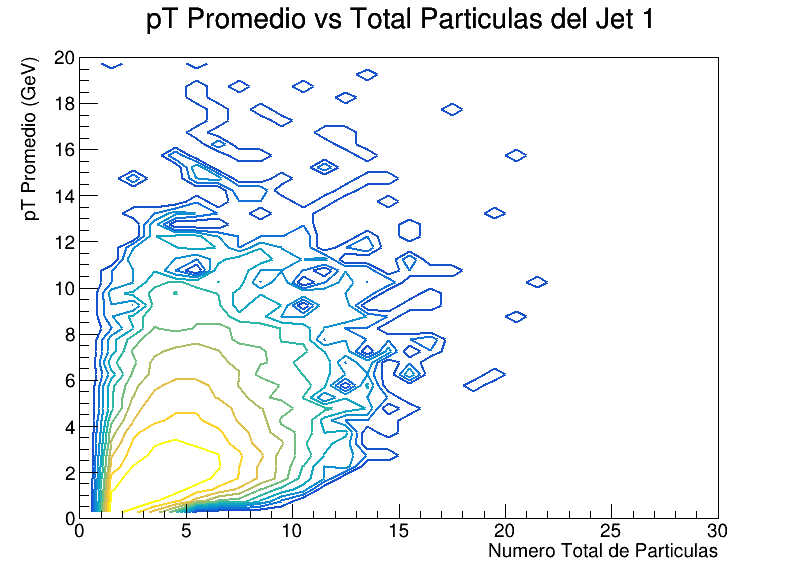 pT Promedio vs Total Particulas del Jet 1
pT Promedio (GeV)
20
18
16
14
12
10
8
6
4
2
0
0 5 10 15 20 25 30
Numero Total de Particulas